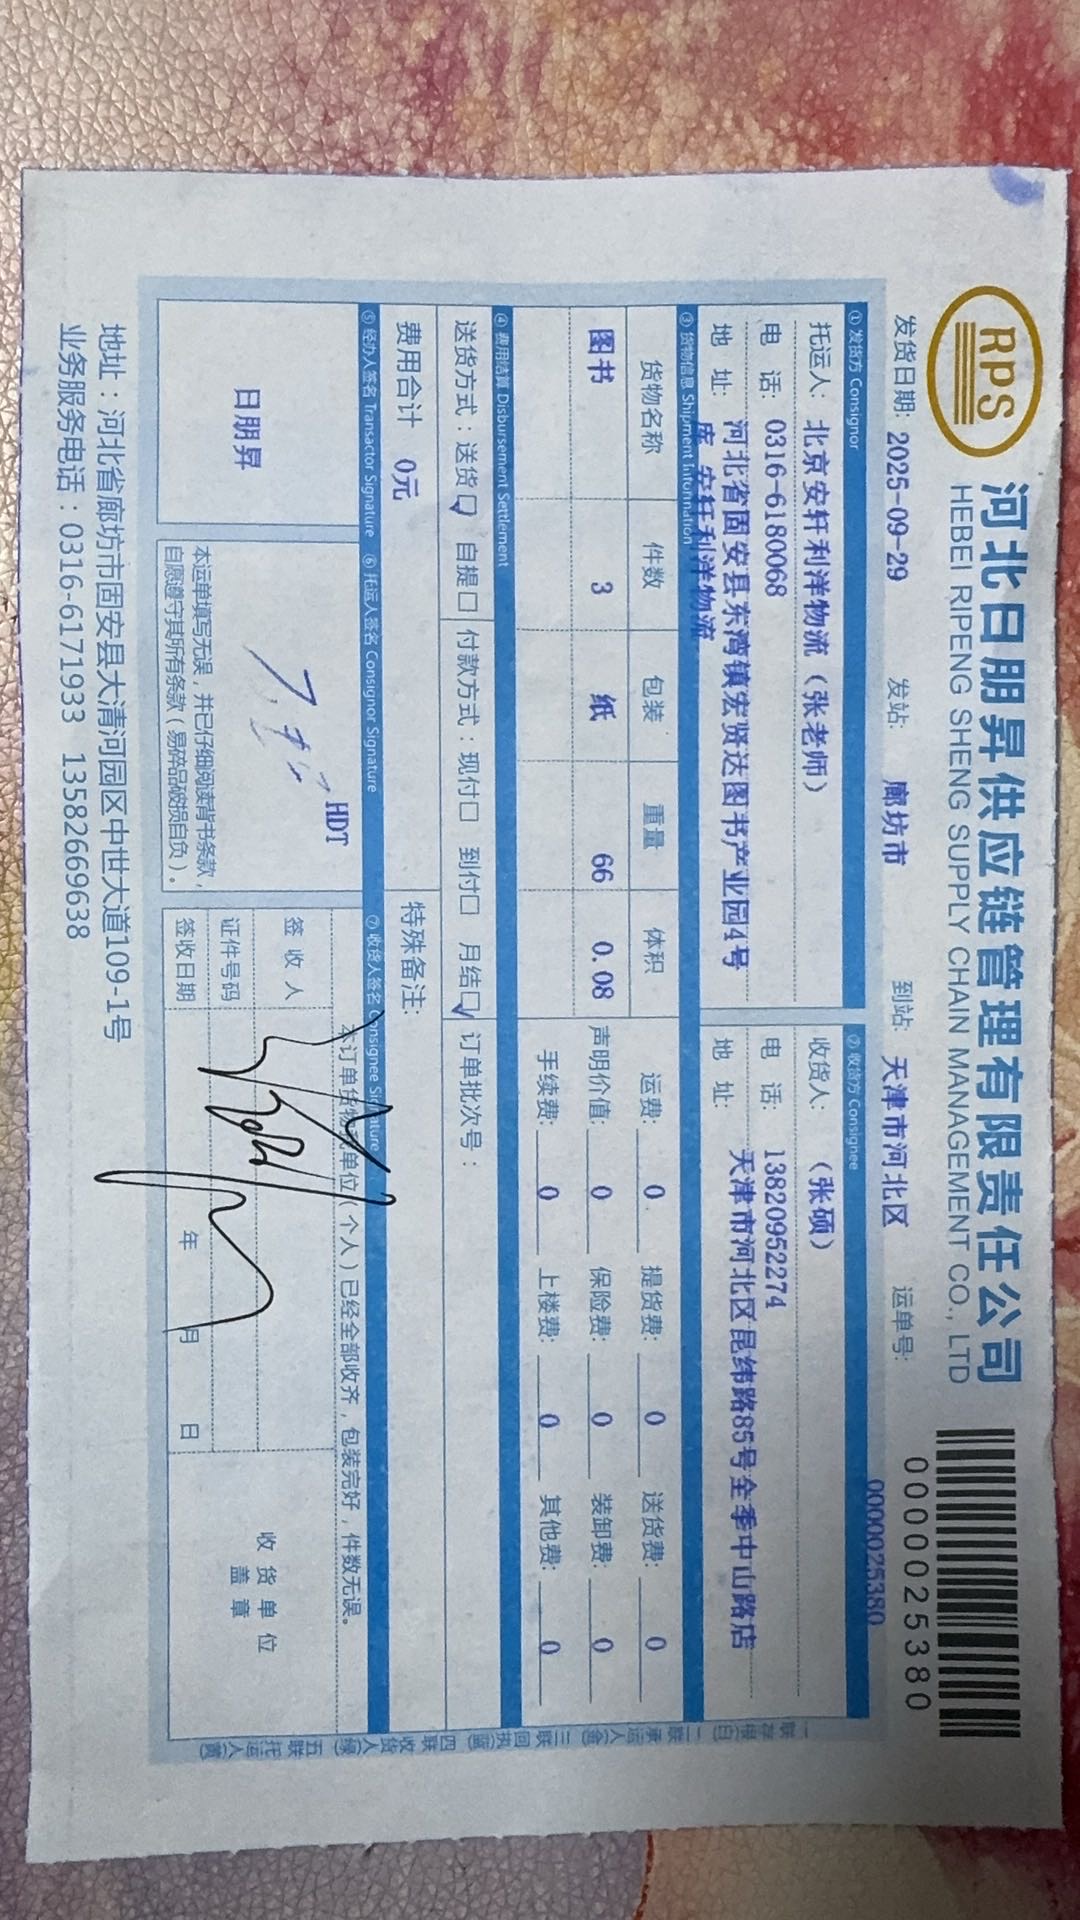 RPS
河北日朋昇供应链管理有限责任公司
HEBEI RIPENG SHENG SUPPLY CHAIN MANAGEMENT CO., LTD
0000025380
发货日期: 2025-09-29 发站: 廊坊市 到站: 天津市河北区 运单号: 0000025380
① 发货方 Consignor
托运人: 北京安轩利洋物流（张老师）
电 话: 0316-6180068
地 址: 河北省固安县东湾镇宏贤达图书产业园4号
库 安轩利洋物流
② 收货方 Consignee
收货人: （张硕）
电 话: 13820952274
地 址: 天津市河北区昆纬路85号全季中山路店
③ 货物信息 Shipment Information
货物名称 件数 包装 重量 体积
图书 3 纸 66 0.08
运费: 0 提货费: 0 送货费: 0
声明价值: 0 保险费: 0 装卸费: 0
手续费: 0 上楼费: 0 其他费: 0
④ 费用结算 Disbursement Settlement
送货方式：送货☑ 自提☐ 付款方式：现付☐ 到付☐ 月结☑ 订单批次号：
费用合计 0元 特殊备注:
⑤ 经办人签名 Transactor Signature
日朋昇
⑥ 托运人签名 Consignor Signature
HDT
本运单填写无误，并已仔细阅读背书条款，
自愿遵守其所有条款（易碎品破损自负）。
⑦ 收货人签名 Consignee Signature
本订单货物 单位（个人）已经全部收齐，包装完好，件数无误。
签 收 人
证件号码
签收日期 年 月 日
收 货 单 位
盖 章
一联存根(白) 二联承运人(金) 三联回执(蓝) 四联收货人(绿) 五联托运人(黄)
地址：河北省廊坊市固安县大清河园区中世大道109-1号
业务服务电话：0316-6171933 13582669638